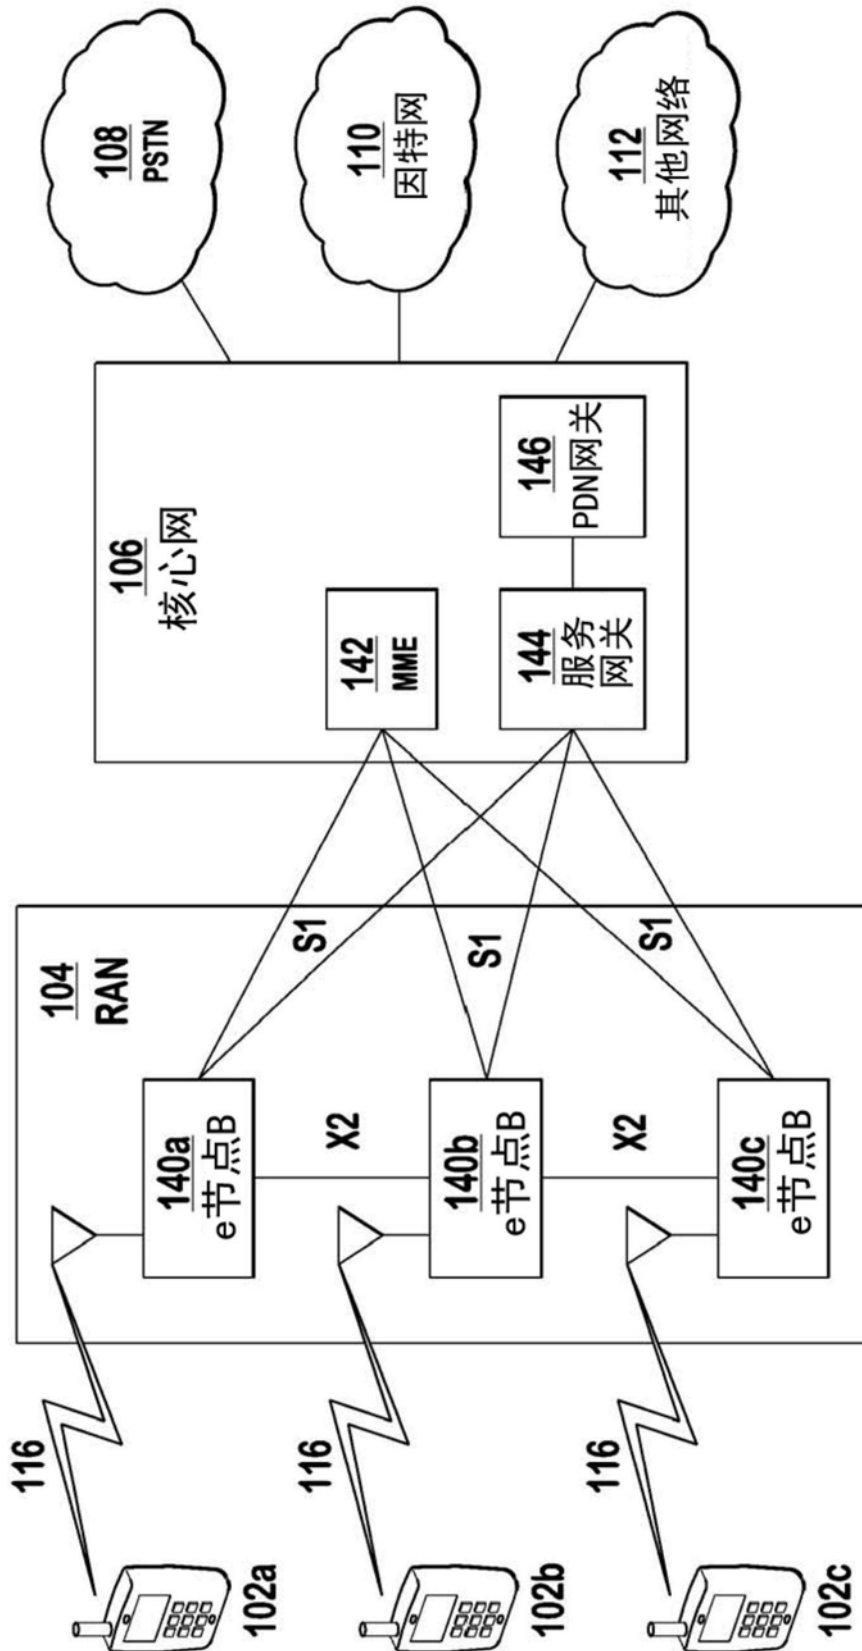 108
PSTN
110
因特网
112
其他网络
106
核心网
142
MME
144
服务
网关
146
PDN网关
104
RAN
S1
S1
S1
140a
e节点B
X2
140b
e节点B
X2
140c
e节点B
116
102a
116
102b
116
102c